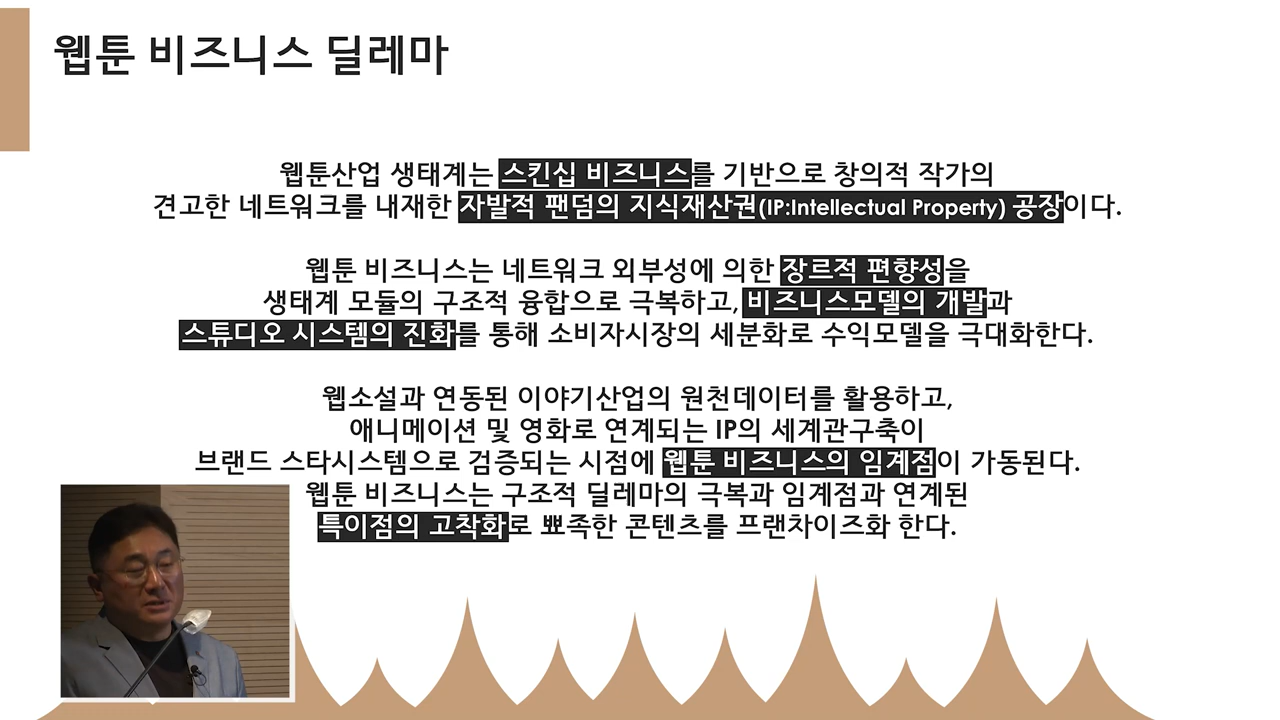 웹툰 비즈니스 딜레마
웹툰산업 생태계는 스킨십 비즈니스를 기반으로 창의적 작가의
견고한 네트워크를 내재한 자발적 팬덤의 지식재산권(IP:Intellectual Property) 공장이다.
웹툰 비즈니스는 네트워크 외부성에 의한 장르적 편향성을
생태계 모듈의 구조적 융합으로 극복하고, 비즈니스모델의 개발과
스튜디오 시스템의 진화를 통해 소비자시장의 세분화로 수익모델을 극대화한다.
웹소설과 연동된 이야기산업의 원천데이터를 활용하고,
애니메이션 및 영화로 연계되는 IP의 세계관구축이
브랜드 스타시스템으로 검증되는 시점에 웹툰 비즈니스의 임계점이 가동된다.
웹툰 비즈니스는 구조적 딜레마의 극복과 임계점과 연계된
특이점의 고착화로 뾰족한 콘텐츠를 프랜차이즈화 한다.